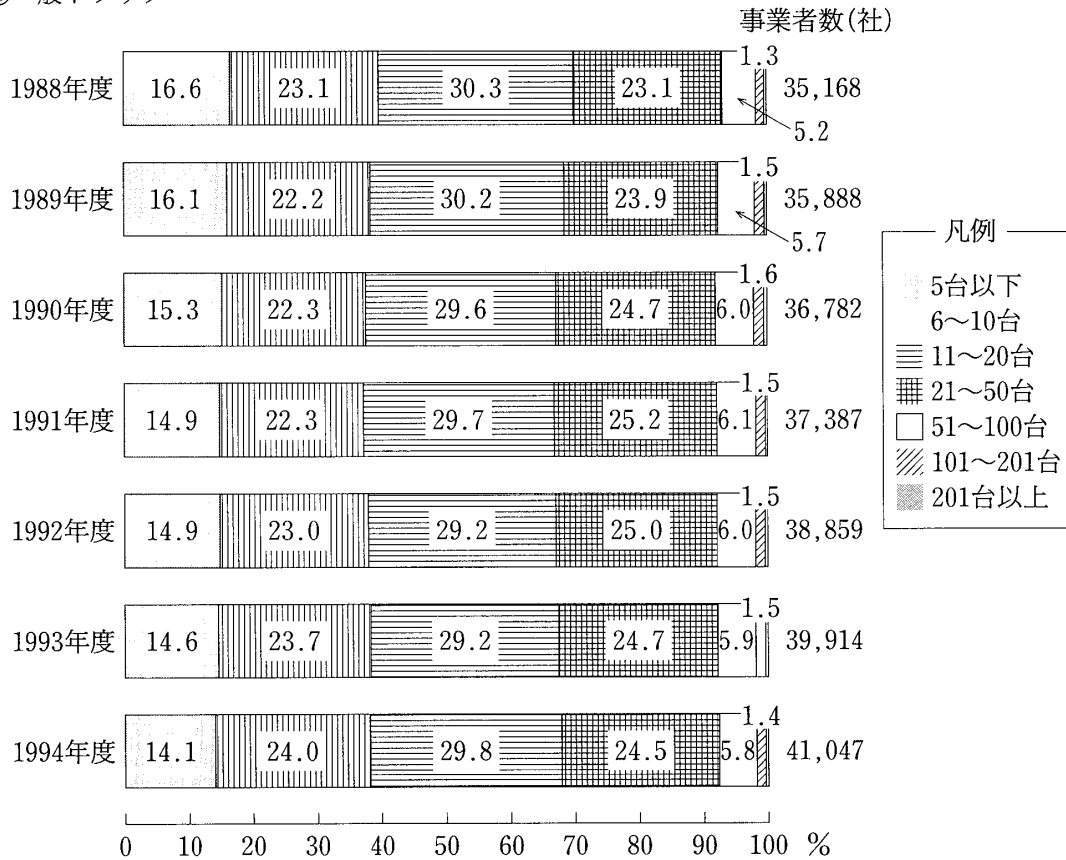 事業者数(社)
1988年度 16.6 23.1 30.3 23.1 5.2 1.3 35,168
1989年度 16.1 22.2 30.2 23.9 5.7 1.5 35,888
1990年度 15.3 22.3 29.6 24.7 6.0 1.6 36,782
1991年度 14.9 22.3 29.7 25.2 6.1 1.5 37,387
1992年度 14.9 23.0 29.2 25.0 6.0 1.5 38,859
1993年度 14.6 23.7 29.2 24.7 5.9 1.5 39,914
1994年度 14.1 24.0 29.8 24.5 5.8 1.4 41,047
0 10 20 30 40 50 60 70 80 90 100 %
凡例
5台以下
6〜10台
11〜20台
21〜50台
51〜100台
101〜201台
201台以上